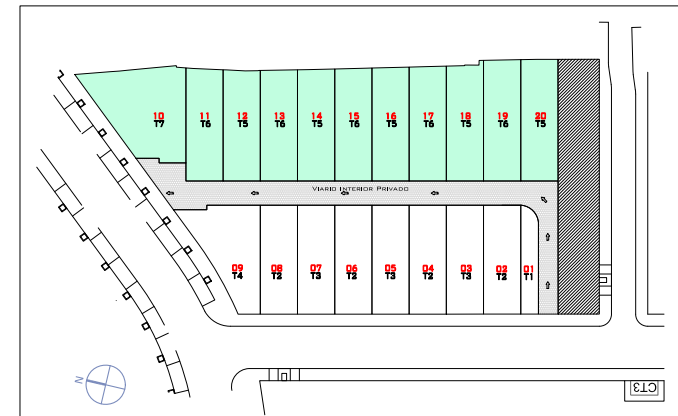 10 11 12 13 14 15 16 17 18 19 20
T7 T6 T5 T6 T5 T6 T5 T6 T5 T6 T5
VIARIO INTERIOR PRIVADO
09 08 07 06 05 04 03 02 01
T4 T2 T3 T2 T3 T2 T3 T2 T1
N
CT3